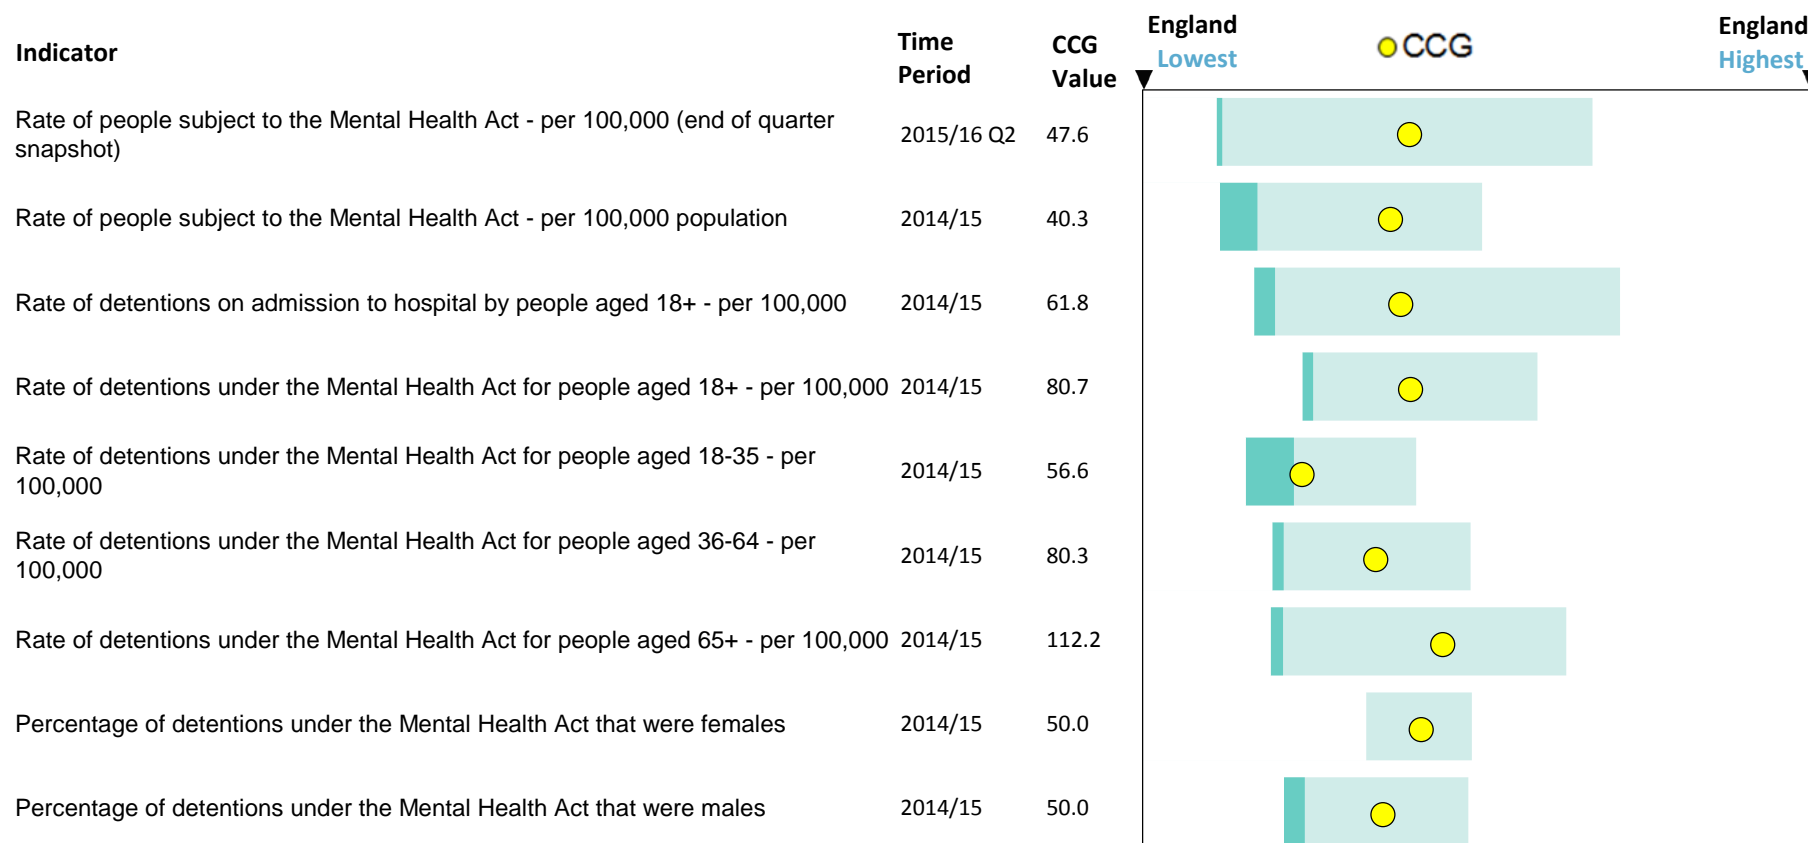 Indicator
Time Period
CCG Value
England Lowest
CCG
England Highest
Rate of people subject to the Mental Health Act - per 100,000 (end of quarter
snapshot)
2015/16 Q2
47.6
Rate of people subject to the Mental Health Act - per 100,000 population
2014/15
40.3
Rate of detentions on admission to hospital by people aged 18+ - per 100,000
2014/15
61.8
Rate of detentions under the Mental Health Act for people aged 18+ - per 100,000
2014/15
80.7
Rate of detentions under the Mental Health Act for people aged 18-35 - per
100,000
2014/15
56.6
Rate of detentions under the Mental Health Act for people aged 36-64 - per
100,000
2014/15
80.3
Rate of detentions under the Mental Health Act for people aged 65+ - per 100,000
2014/15
112.2
Percentage of detentions under the Mental Health Act that were females
2014/15
50.0
Percentage of detentions under the Mental Health Act that were males
2014/15
50.0